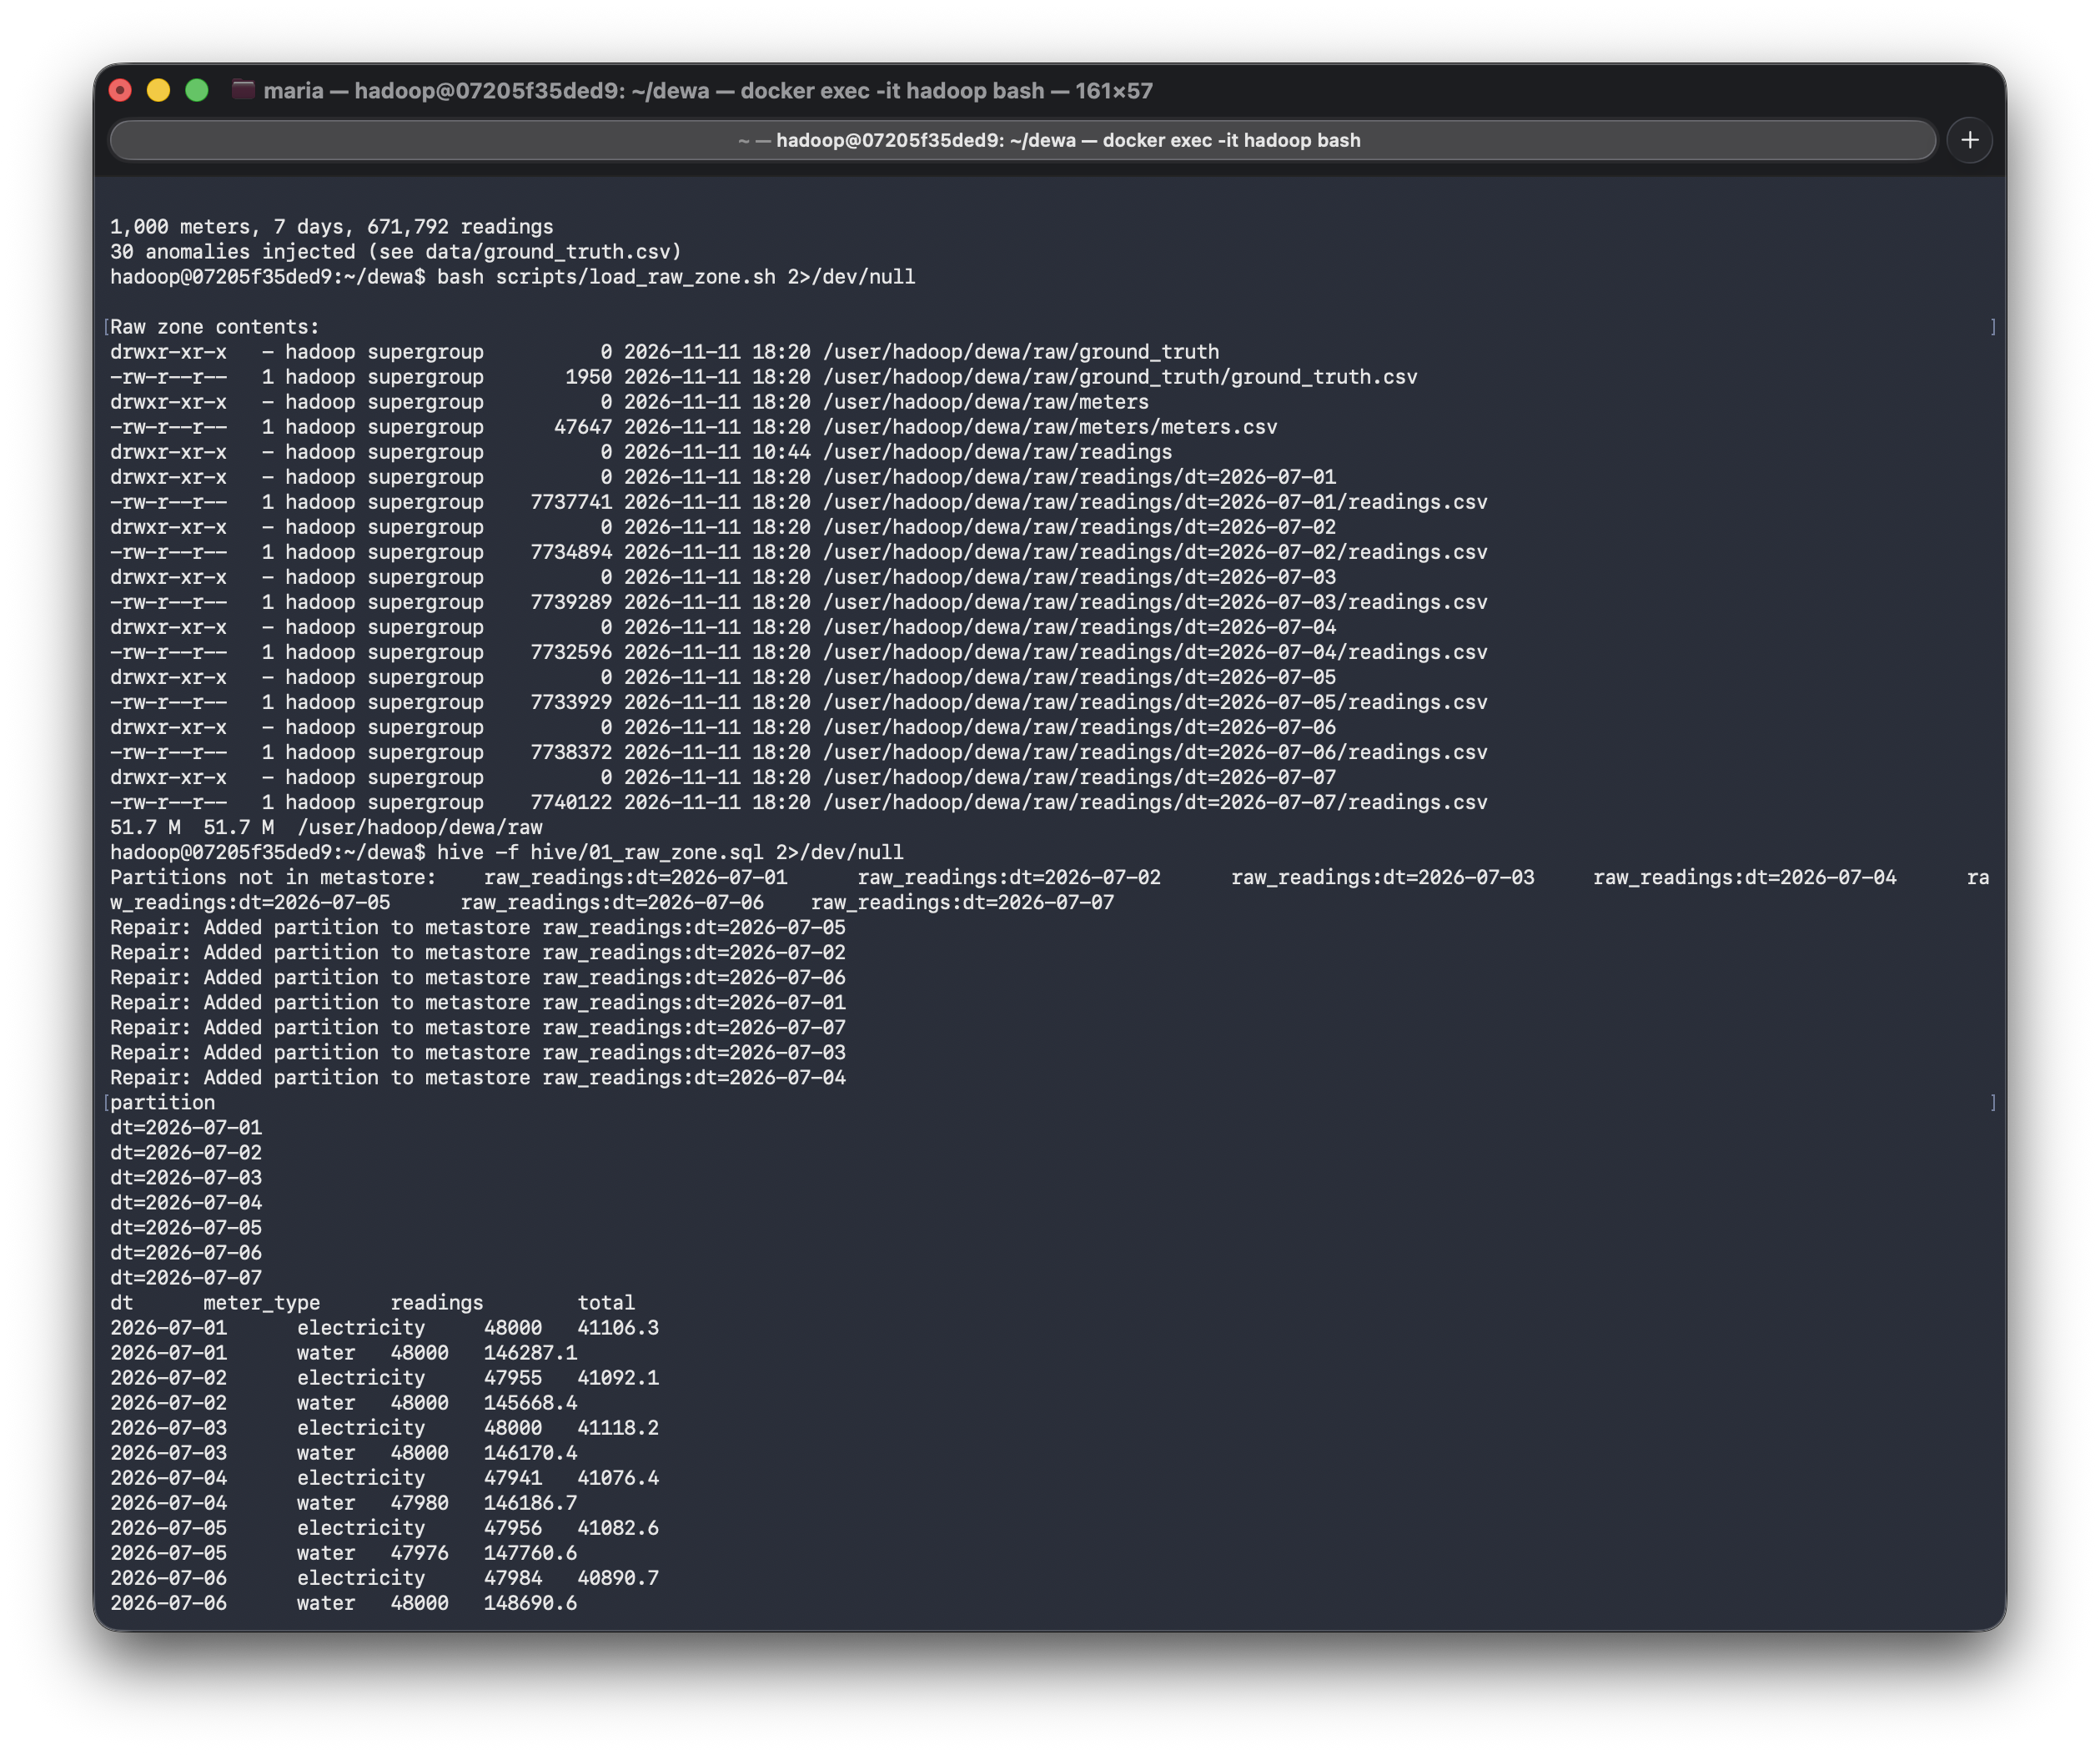 maria — hadoop@07205f35ded9: ~/dewa — docker exec -it hadoop bash — 161×57
~ — hadoop@07205f35ded9: ~/dewa — docker exec -it hadoop bash
+
1,000 meters, 7 days, 671,792 readings
30 anomalies injected (see data/ground_truth.csv)
hadoop@07205f35ded9:~/dewa$ bash scripts/load_raw_zone.sh 2>/dev/null
[Raw zone contents: ]
drwxr-xr-x   - hadoop supergroup          0 2026-11-11 18:20 /user/hadoop/dewa/raw/ground_truth
-rw-r--r--   1 hadoop supergroup       1950 2026-11-11 18:20 /user/hadoop/dewa/raw/ground_truth/ground_truth.csv
drwxr-xr-x   - hadoop supergroup          0 2026-11-11 18:20 /user/hadoop/dewa/raw/meters
-rw-r--r--   1 hadoop supergroup      47647 2026-11-11 18:20 /user/hadoop/dewa/raw/meters/meters.csv
drwxr-xr-x   - hadoop supergroup          0 2026-11-11 10:44 /user/hadoop/dewa/raw/readings
drwxr-xr-x   - hadoop supergroup          0 2026-11-11 18:20 /user/hadoop/dewa/raw/readings/dt=2026-07-01
-rw-r--r--   1 hadoop supergroup    7737741 2026-11-11 18:20 /user/hadoop/dewa/raw/readings/dt=2026-07-01/readings.csv
drwxr-xr-x   - hadoop supergroup          0 2026-11-11 18:20 /user/hadoop/dewa/raw/readings/dt=2026-07-02
-rw-r--r--   1 hadoop supergroup    7734894 2026-11-11 18:20 /user/hadoop/dewa/raw/readings/dt=2026-07-02/readings.csv
drwxr-xr-x   - hadoop supergroup          0 2026-11-11 18:20 /user/hadoop/dewa/raw/readings/dt=2026-07-03
-rw-r--r--   1 hadoop supergroup    7739289 2026-11-11 18:20 /user/hadoop/dewa/raw/readings/dt=2026-07-03/readings.csv
drwxr-xr-x   - hadoop supergroup          0 2026-11-11 18:20 /user/hadoop/dewa/raw/readings/dt=2026-07-04
-rw-r--r--   1 hadoop supergroup    7732596 2026-11-11 18:20 /user/hadoop/dewa/raw/readings/dt=2026-07-04/readings.csv
drwxr-xr-x   - hadoop supergroup          0 2026-11-11 18:20 /user/hadoop/dewa/raw/readings/dt=2026-07-05
-rw-r--r--   1 hadoop supergroup    7733929 2026-11-11 18:20 /user/hadoop/dewa/raw/readings/dt=2026-07-05/readings.csv
drwxr-xr-x   - hadoop supergroup          0 2026-11-11 18:20 /user/hadoop/dewa/raw/readings/dt=2026-07-06
-rw-r--r--   1 hadoop supergroup    7738372 2026-11-11 18:20 /user/hadoop/dewa/raw/readings/dt=2026-07-06/readings.csv
drwxr-xr-x   - hadoop supergroup          0 2026-11-11 18:20 /user/hadoop/dewa/raw/readings/dt=2026-07-07
-rw-r--r--   1 hadoop supergroup    7740122 2026-11-11 18:20 /user/hadoop/dewa/raw/readings/dt=2026-07-07/readings.csv
51.7 M  51.7 M  /user/hadoop/dewa/raw
hadoop@07205f35ded9:~/dewa$ hive -f hive/01_raw_zone.sql 2>/dev/null
Partitions not in metastore:    raw_readings:dt=2026-07-01      raw_readings:dt=2026-07-02      raw_readings:dt=2026-07-03     raw_readings:dt=2026-07-04      ra
w_readings:dt=2026-07-05      raw_readings:dt=2026-07-06    raw_readings:dt=2026-07-07
Repair: Added partition to metastore raw_readings:dt=2026-07-05
Repair: Added partition to metastore raw_readings:dt=2026-07-02
Repair: Added partition to metastore raw_readings:dt=2026-07-06
Repair: Added partition to metastore raw_readings:dt=2026-07-01
Repair: Added partition to metastore raw_readings:dt=2026-07-07
Repair: Added partition to metastore raw_readings:dt=2026-07-03
Repair: Added partition to metastore raw_readings:dt=2026-07-04
[partition ]
dt=2026-07-01
dt=2026-07-02
dt=2026-07-03
dt=2026-07-04
dt=2026-07-05
dt=2026-07-06
dt=2026-07-07
dt      meter_type      readings        total
2026-07-01      electricity     48000   41106.3
2026-07-01      water   48000   146287.1
2026-07-02      electricity     47955   41092.1
2026-07-02      water   48000   145668.4
2026-07-03      electricity     48000   41118.2
2026-07-03      water   48000   146170.4
2026-07-04      electricity     47941   41076.4
2026-07-04      water   47980   146186.7
2026-07-05      electricity     47956   41082.6
2026-07-05      water   47976   147760.6
2026-07-06      electricity     47984   40890.7
2026-07-06      water   48000   148690.6